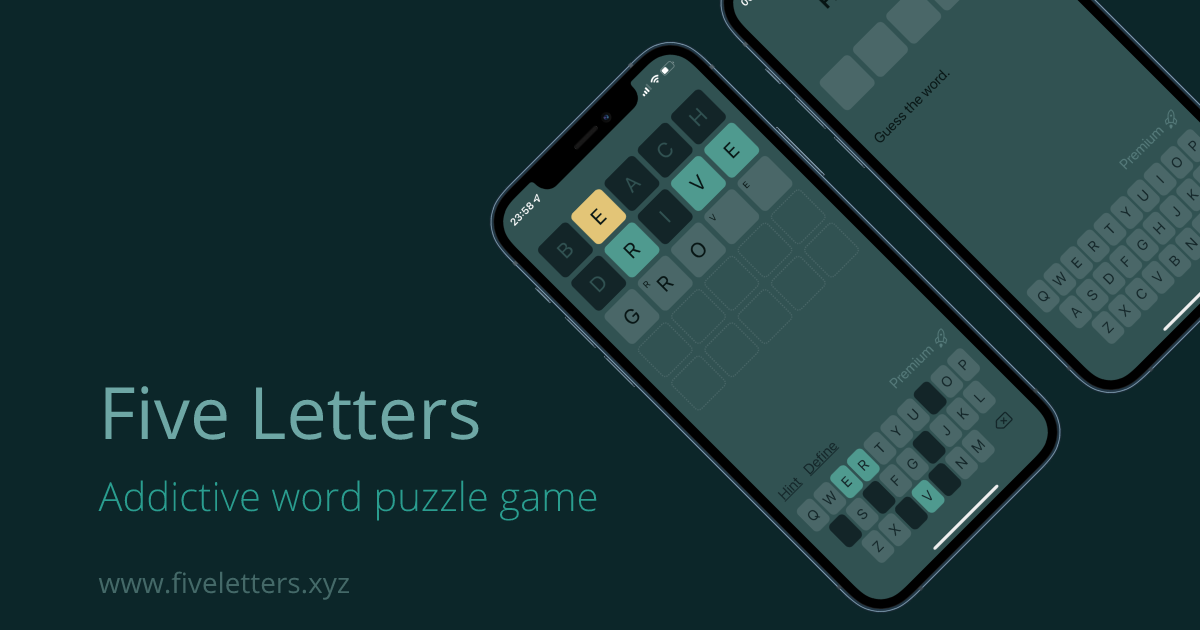 23:58
B E A C H
D R I V E
G R R O V E
Hint Define
Premium
Q W E R T Y U O P
S F G J K L
Z X V N M
Guess the word.
Premium
Q W E R T Y U I O P
A S D F G H J K
Z X C V B N
Five Letters
Addictive word puzzle game
www.fiveletters.xyz